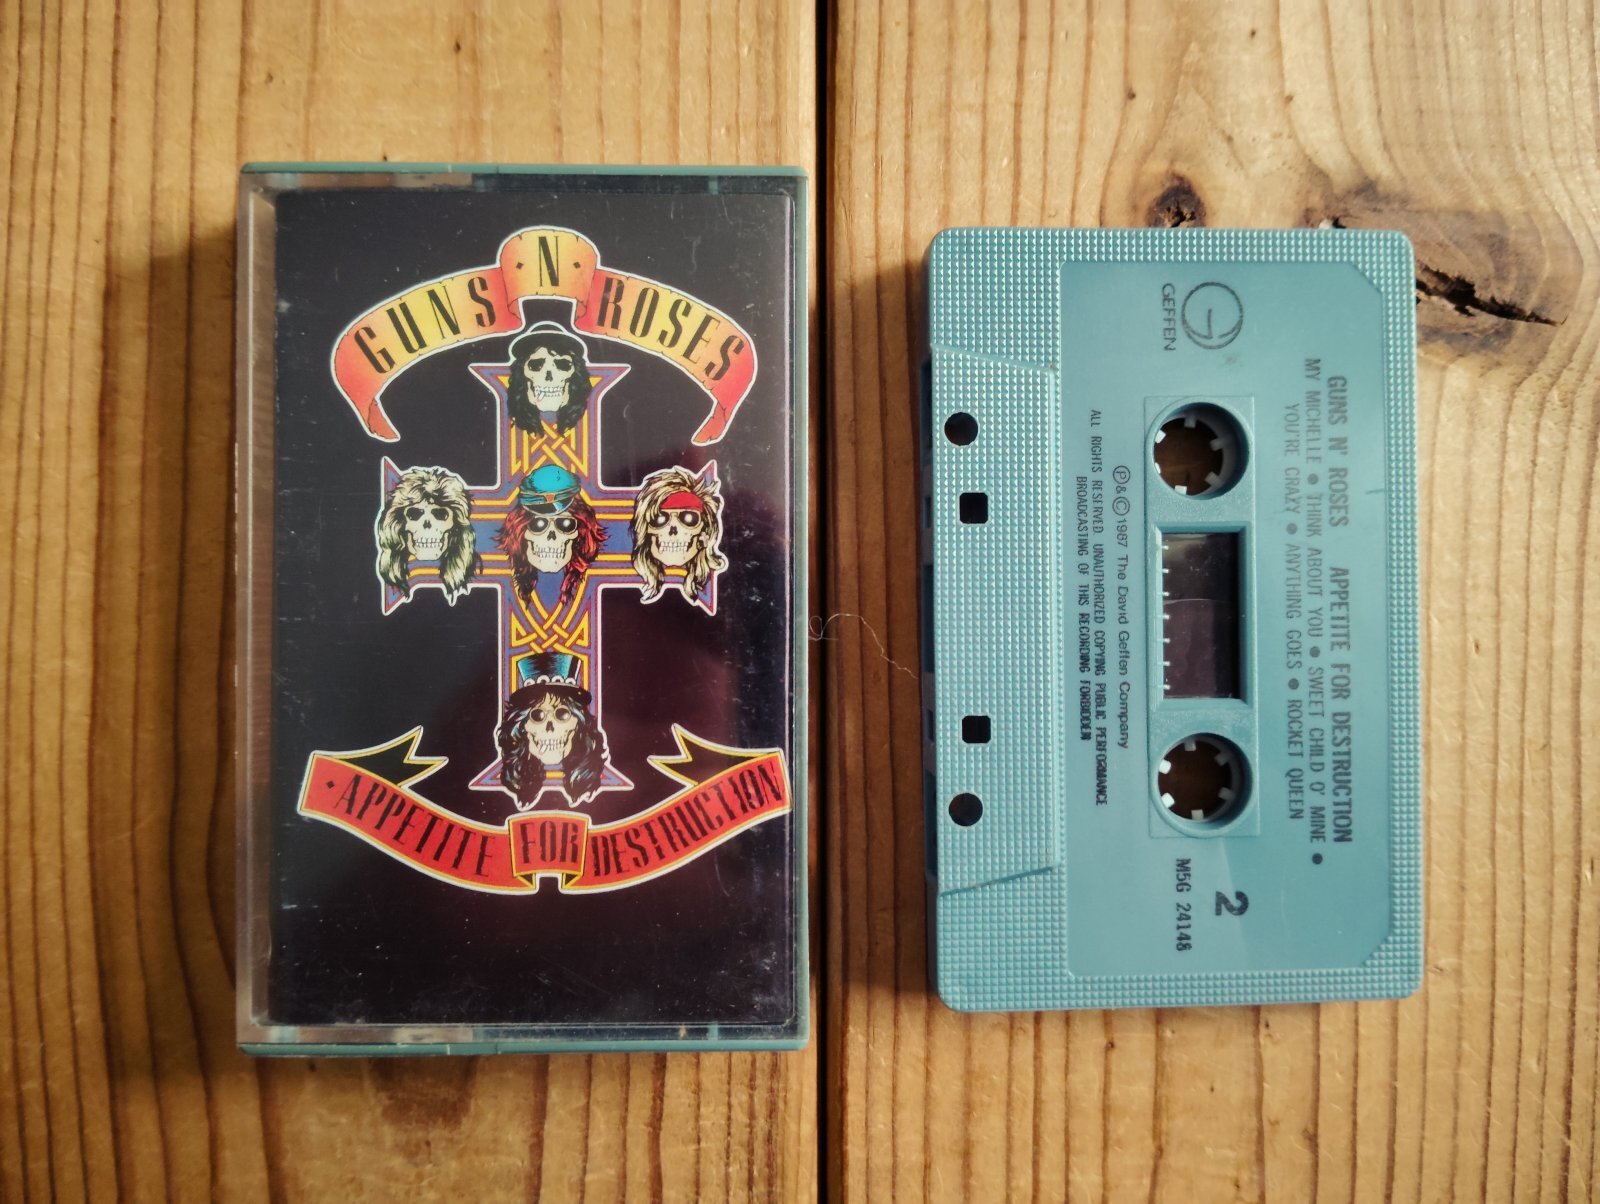 GUNS N ROSES
APPETITE FOR DESTRUCTION
GUNS N' ROSES APPETITE FOR DESTRUCTION
MY MICHELLE ● THINK ABOUT YOU ● SWEET CHILD O' MINE ●
YOU'RE CRAZY ● ANYTHING GOES ● ROCKET QUEEN
G
GEFFEN
2
M5G 24148
Ⓟ&Ⓒ 1987 The David Geffen Company
ALL RIGHTS RESERVED UNAUTHORIZED COPYING PUBLIC PERFORMANCE
BROADCASTING OF THIS RECORDING FORBIDDEN